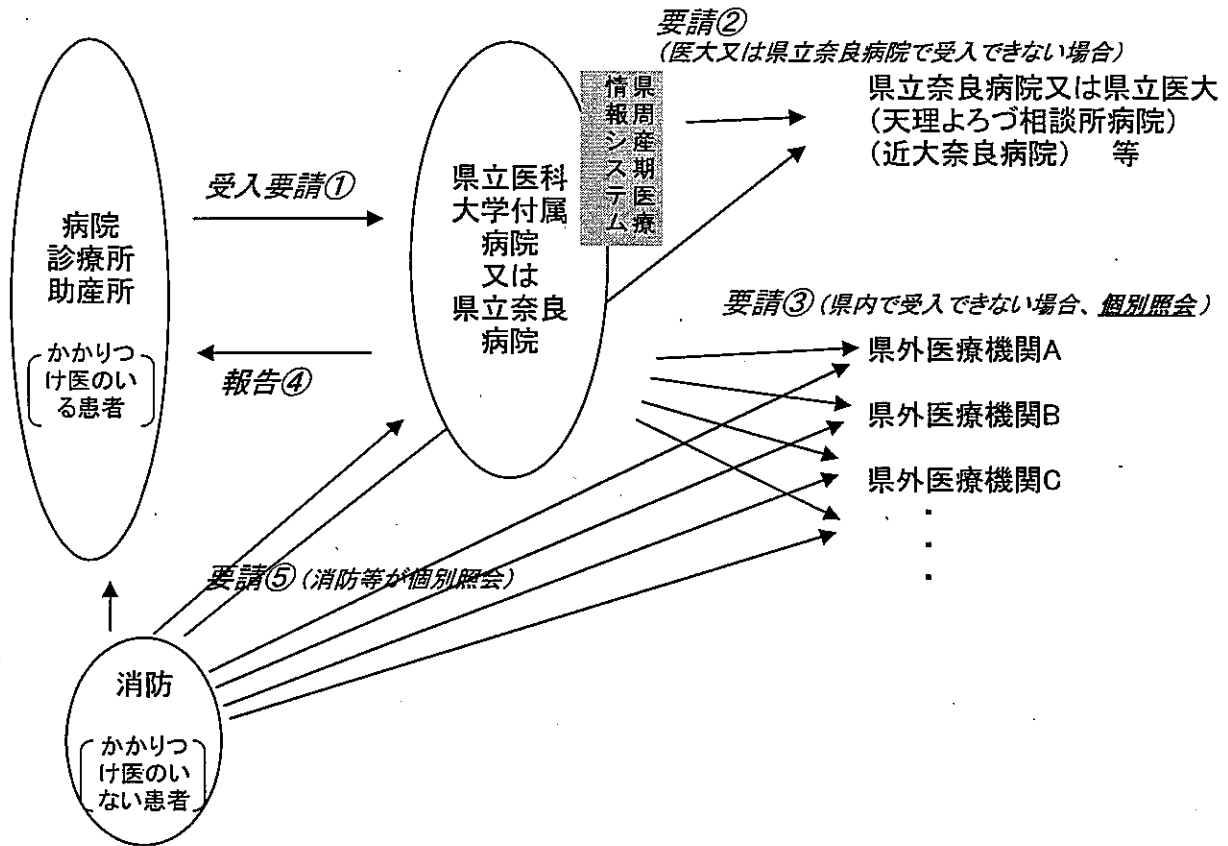 要請②
(医大又は県立奈良病院で受入できない場合)
県周産期医療
情報システム
県立奈良病院又は県立医大
(天理よろづ相談所病院)
(近大奈良病院) 等
受入要請①
県立医科
大学付属
病院
又は
県立奈良
病院
病院
診療所
助産所
かかりつ
け医のい
る患者
報告④
要請③(県内で受入できない場合、個別照会)
県外医療機関A
県外医療機関B
県外医療機関C
・
・
・
要請⑤(消防等が個別照会)
消防
かかりつ
け医のい
ない患者